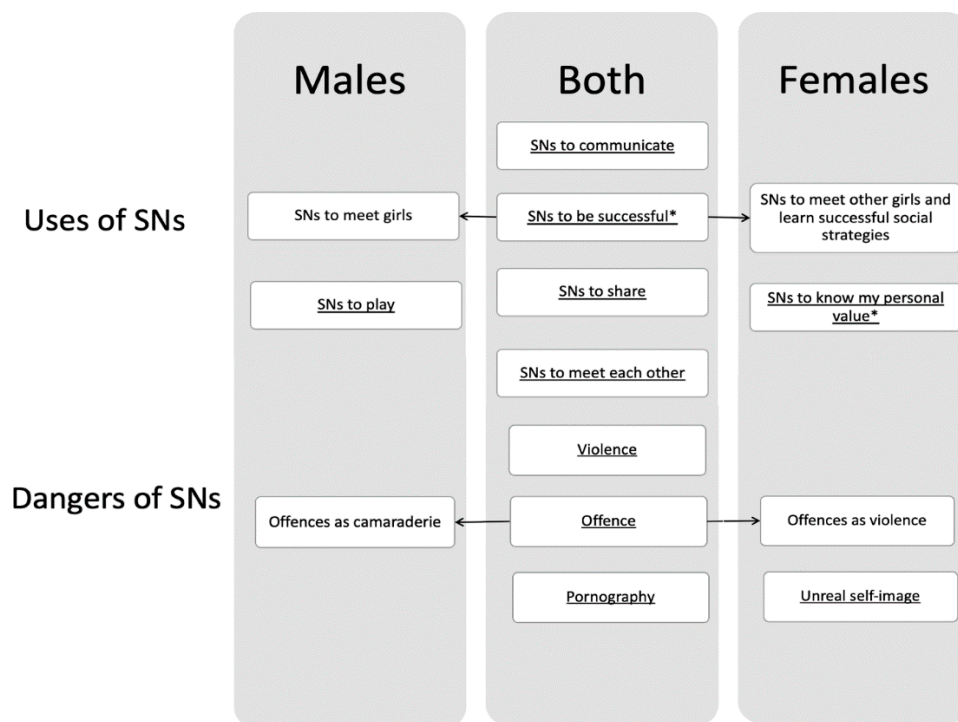 Males
Both
Females
SNs to communicate
Uses of SNs
SNs to meet girls
SNs to be successful*
SNs to meet other girls and
learn successful social
strategies
SNs to play
SNs to share
SNs to know my personal
value*
SNs to meet each other
Violence
Dangers of SNs
Offences as camaraderie
Offence
Offences as violence
Pornography
Unreal self-image